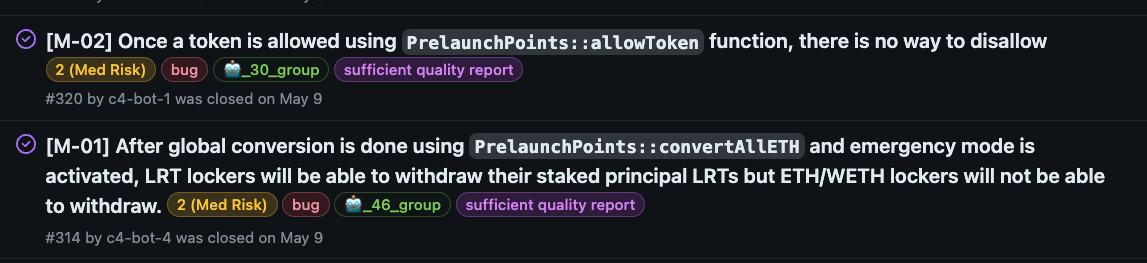 [M-02] Once a token is allowed using PrelaunchPoints::allowToken function, there is no way to disallow
2 (Med Risk) bug 🤖_30_group sufficient quality report
#320 by c4-bot-1 was closed on May 9
[M-01] After global conversion is done using PrelaunchPoints::convertAllETH and emergency mode is
activated, LRT lockers will be able to withdraw their staked principal LRTs but ETH/WETH lockers will not be able
to withdraw. 2 (Med Risk) bug 🤖_46_group sufficient quality report
#314 by c4-bot-4 was closed on May 9